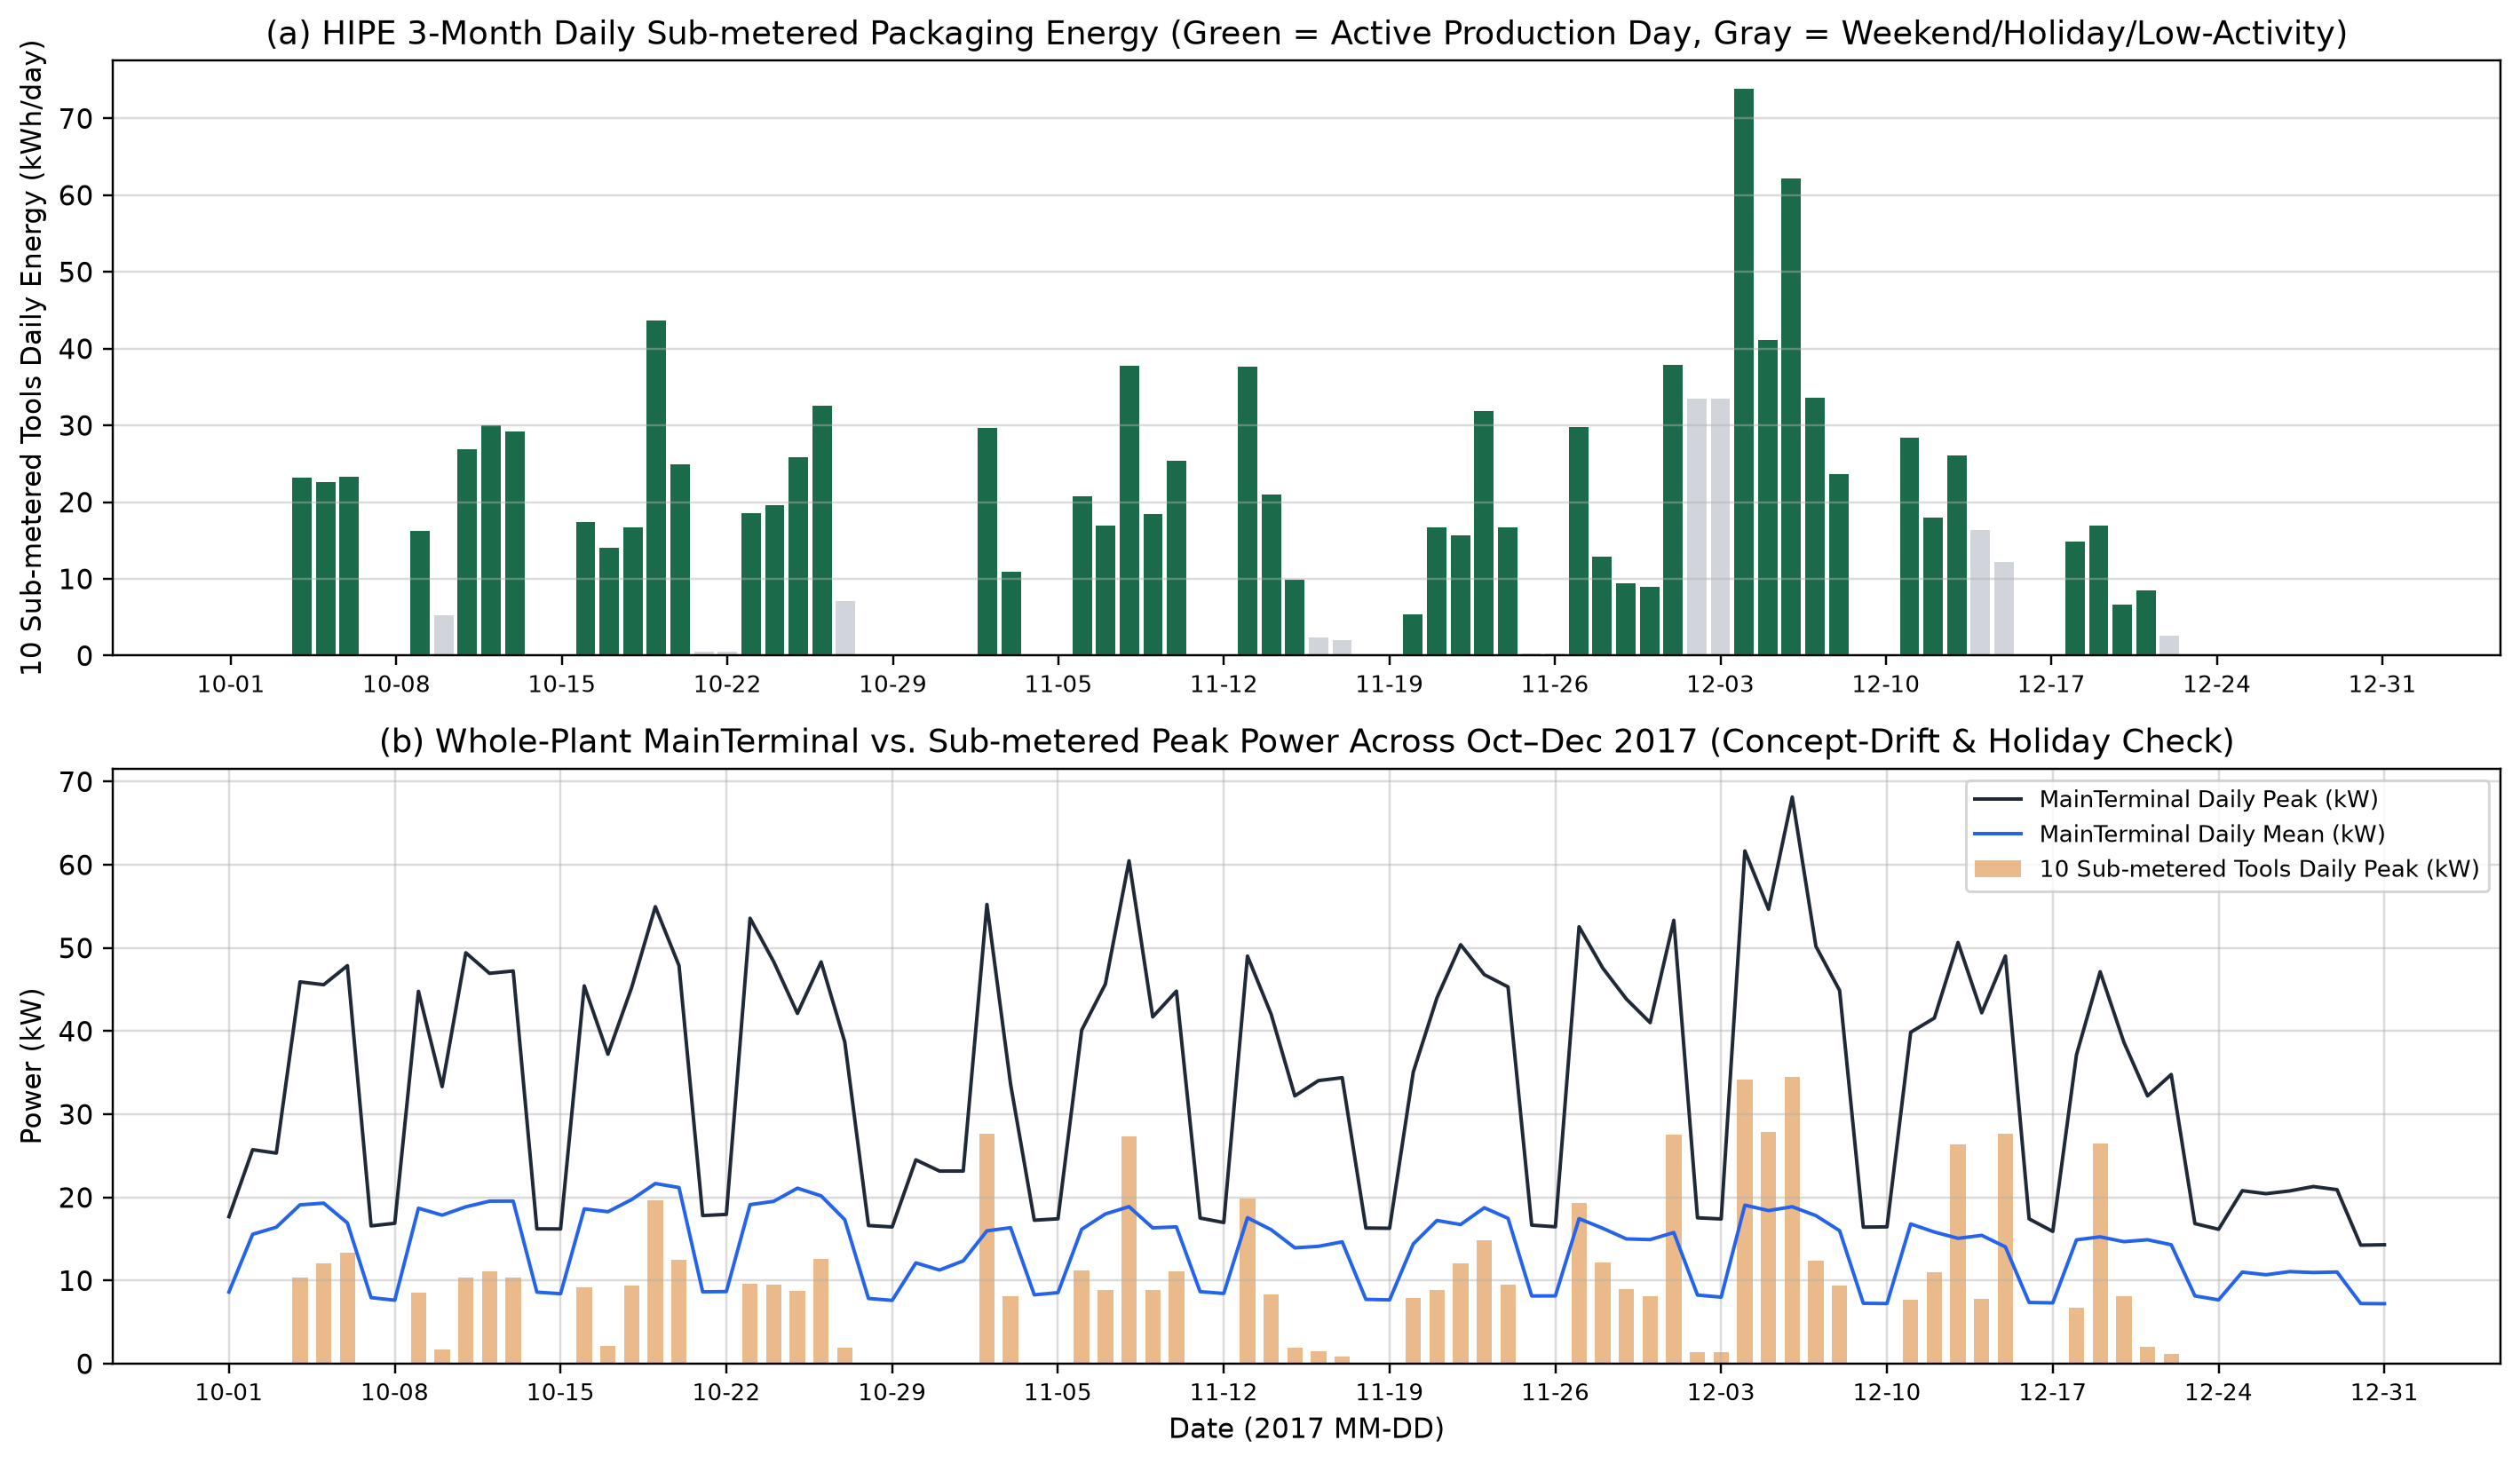 (a) HIPE 3-Month Daily Sub-metered Packaging Energy (Green = Active Production Day, Gray = Weekend/Holiday/Low-Activity)
10 Sub-metered Tools Daily Energy (kWh/day)
70
60
50
40
30
20
10
0
10-01 10-08 10-15 10-22 10-29 11-05 11-12 11-19 11-26 12-03 12-10 12-17 12-24 12-31
(b) Whole-Plant MainTerminal vs. Sub-metered Peak Power Across Oct–Dec 2017 (Concept-Drift & Holiday Check)
Power (kW)
70
60
50
40
30
20
10
0
MainTerminal Daily Peak (kW)
MainTerminal Daily Mean (kW)
10 Sub-metered Tools Daily Peak (kW)
10-01 10-08 10-15 10-22 10-29 11-05 11-12 11-19 11-26 12-03 12-10 12-17 12-24 12-31
Date (2017 MM-DD)